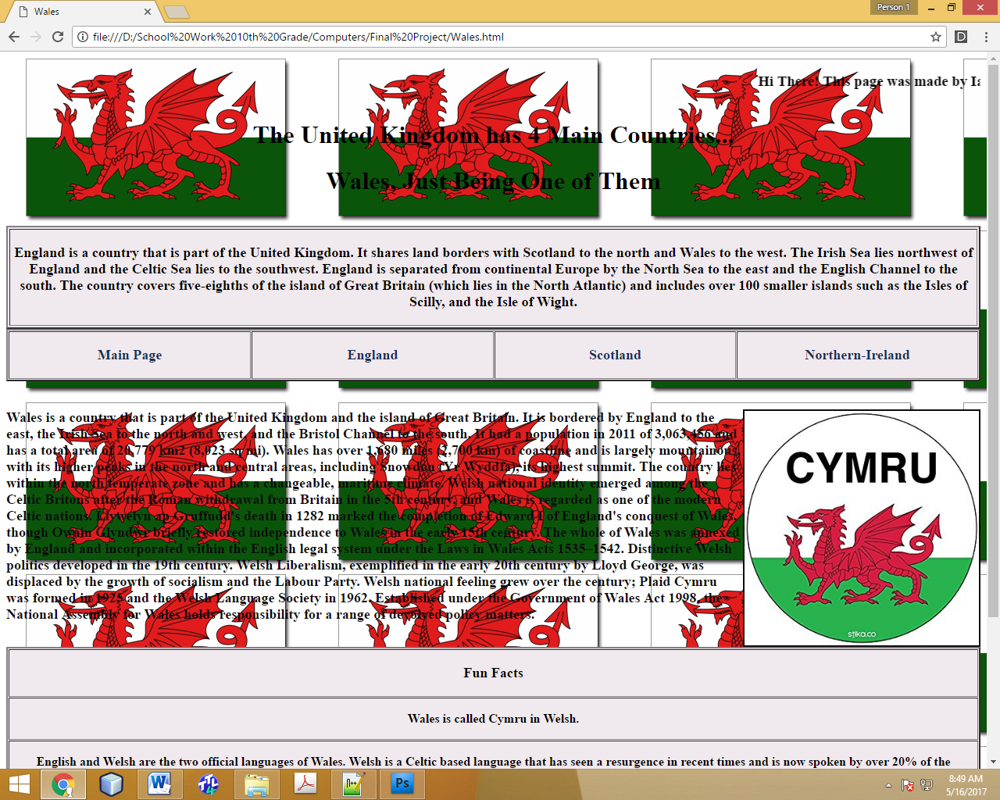 Wales
Person 1
file:///D:/School%20Work%2010th%20Grade/Computers/Final%20Project/Wales.html
Hi There! This page was made by Ia
The United Kingdom has 4 Main Countries...
Wales, Just Being One of Them
England is a country that is part of the United Kingdom. It shares land borders with Scotland to the north and Wales to the west. The Irish Sea lies northwest of
England and the Celtic Sea lies to the southwest. England is separated from continental Europe by the North Sea to the east and the English Channel to the
south. The country covers five-eighths of the island of Great Britain (which lies in the North Atlantic) and includes over 100 smaller islands such as the Isles of
Scilly, and the Isle of Wight.
Main Page England Scotland Northern-Ireland
Wales is a country that is part of the United Kingdom and the island of Great Britain. It is bordered by England to the
east, the Irish Sea to the north and west, and the Bristol Channel to the south. It had a population in 2011 of 3,063,456 and
has a total area of 20,779 km2 (8,023 sq mi). Wales has over 1,680 miles (2,700 km) of coastline and is largely mountainous,
with its higher peaks in the north and central areas, including Snowdon (Yr Wyddfa), its highest summit. The country lies
within the north temperate zone and has a changeable, maritime climate. Welsh national identity emerged among the
Celtic Britons after the Roman withdrawal from Britain in the 5th century, and Wales is regarded as one of the modern
Celtic nations. Llywelyn ap Gruffudd's death in 1282 marked the completion of Edward I of England's conquest of Wales,
though Owain Glyndŵr briefly restored independence to Wales in the early 15th century. The whole of Wales was annexed
by England and incorporated within the English legal system under the Laws in Wales Acts 1535–1542. Distinctive Welsh
politics developed in the 19th century. Welsh Liberalism, exemplified in the early 20th century by Lloyd George, was
displaced by the growth of socialism and the Labour Party. Welsh national feeling grew over the century; Plaid Cymru
was formed in 1925 and the Welsh Language Society in 1962. Established under the Government of Wales Act 1998, the
National Assembly for Wales holds responsibility for a range of devolved policy matters.
CYMRU
stika.co
Fun Facts
Wales is called Cymru in Welsh.
English and Welsh are the two official languages of Wales. Welsh is a Celtic based language that has seen a resurgence in recent times and is now spoken by over 20% of the
8:49 AM
5/16/2017